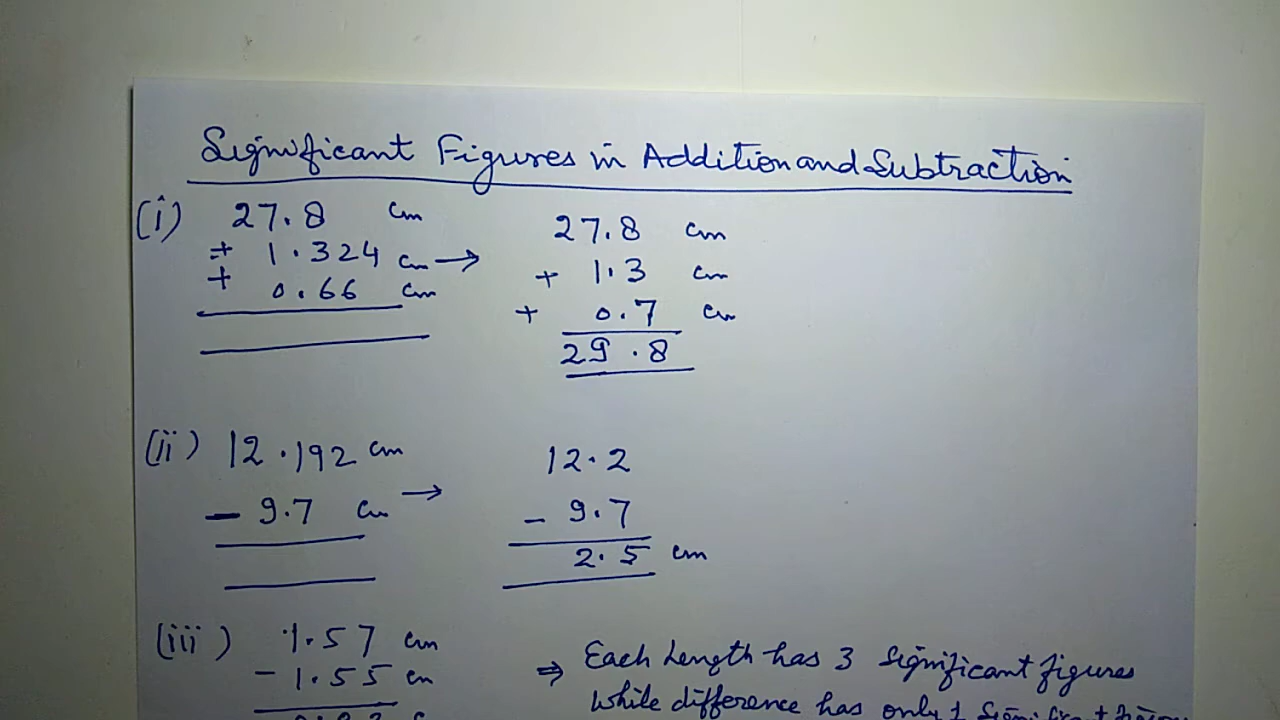 Significant Figures in Addition and Subtraction
(i) 27.8 cm
+ 1.324 cm →
+ 0.66 cm
27.8 cm
+ 1.3 cm
+ 0.7 cm
29.8
(ii) 12.192 cm
- 9.7 cm →
12.2
- 9.7
2.5 cm
(iii) 1.57 cm
- 1.55 cm
⇒ Each Length has 3 significant figures
While difference has only 1